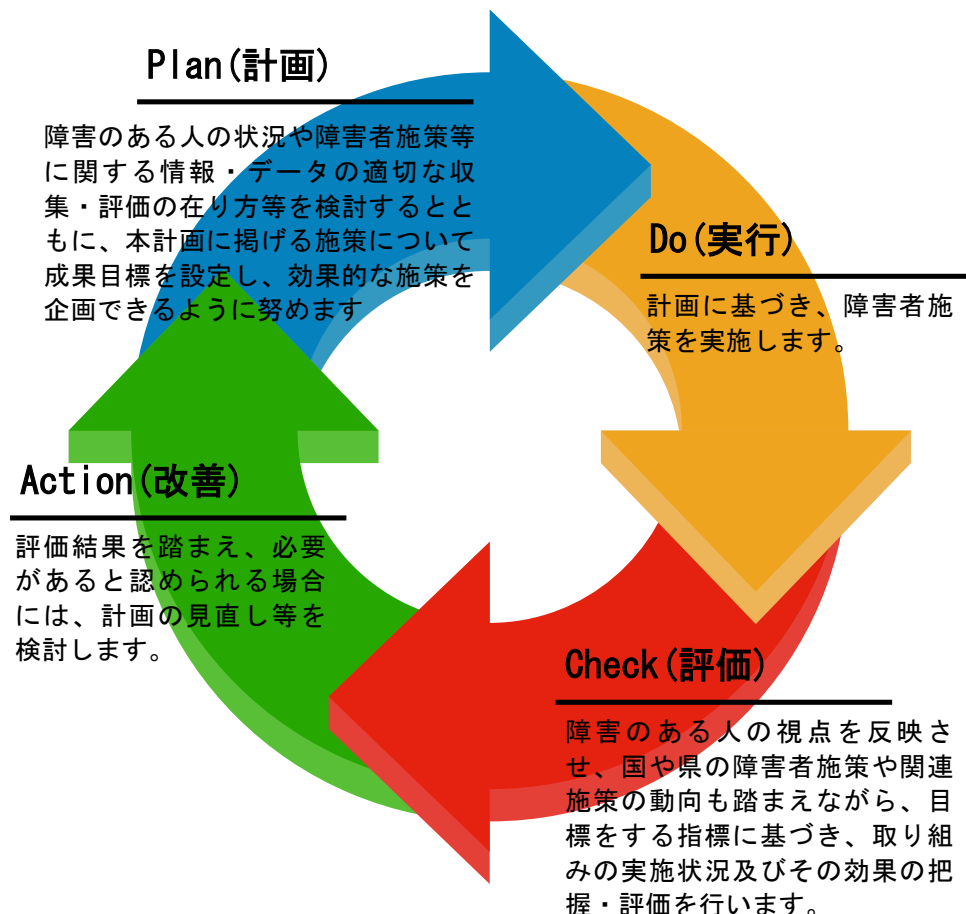 Plan(計画)
障害のある人の状況や障害者施策等
に関する情報・データの適切な収
集・評価の在り方等を検討するとと
もに、本計画に掲げる施策について
成果目標を設定し、効果的な施策を
企画できるように努めます
Do(実行)
計画に基づき、障害者施
策を実施します。
Check(評価)
障害のある人の視点を反映さ
せ、国や県の障害者施策や関連
施策の動向も踏まえながら、目
標をする指標に基づき、取り組
みの実施状況及びその効果の把
握・評価を行います。
Action(改善)
評価結果を踏まえ、必要
があると認められる場合
には、計画の見直し等を
検討します。